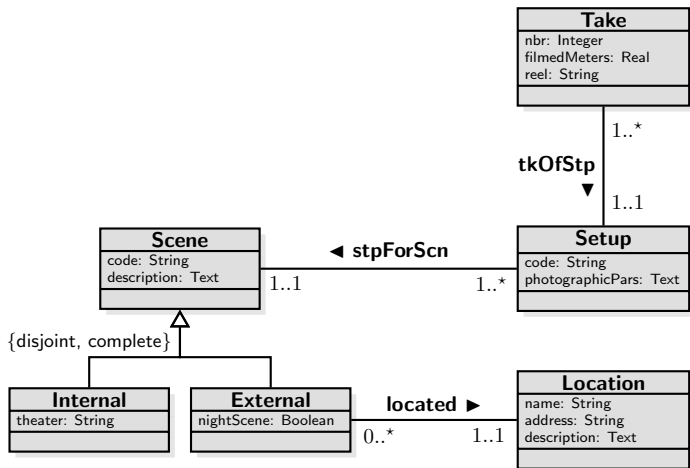 Take
nbr: Integer
filmedMeters: Real
reel: String
1..*
tkOfStp
▼
1..1
Scene
code: String
description: Text
◄ stpForScn
1..1
1..*
Setup
code: String
photographicPars: Text
{disjoint, complete}
Internal
theater: String
External
nightScene: Boolean
located ►
0..*
1..1
Location
name: String
address: String
description: Text